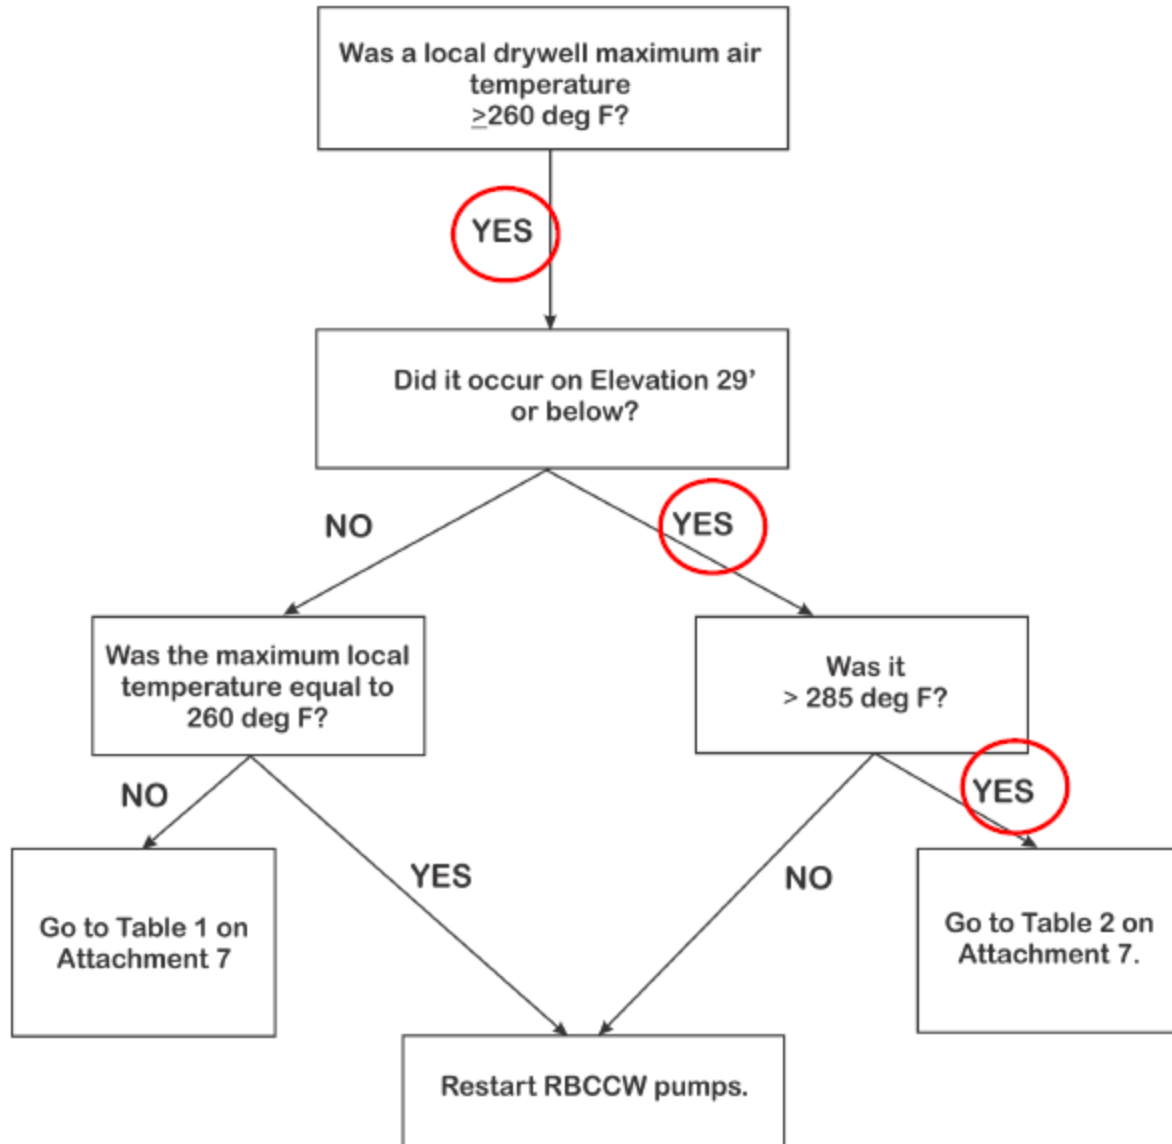 Was a local drywell maximum air
temperature
≥260 deg F?
YES
Did it occur on Elevation 29’
or below?
NO
YES
Was the maximum local
temperature equal to
260 deg F?
Was it
> 285 deg F?
NO
YES
YES
NO
Go to Table 1 on
Attachment 7
Go to Table 2 on
Attachment 7.
Restart RBCCW pumps.